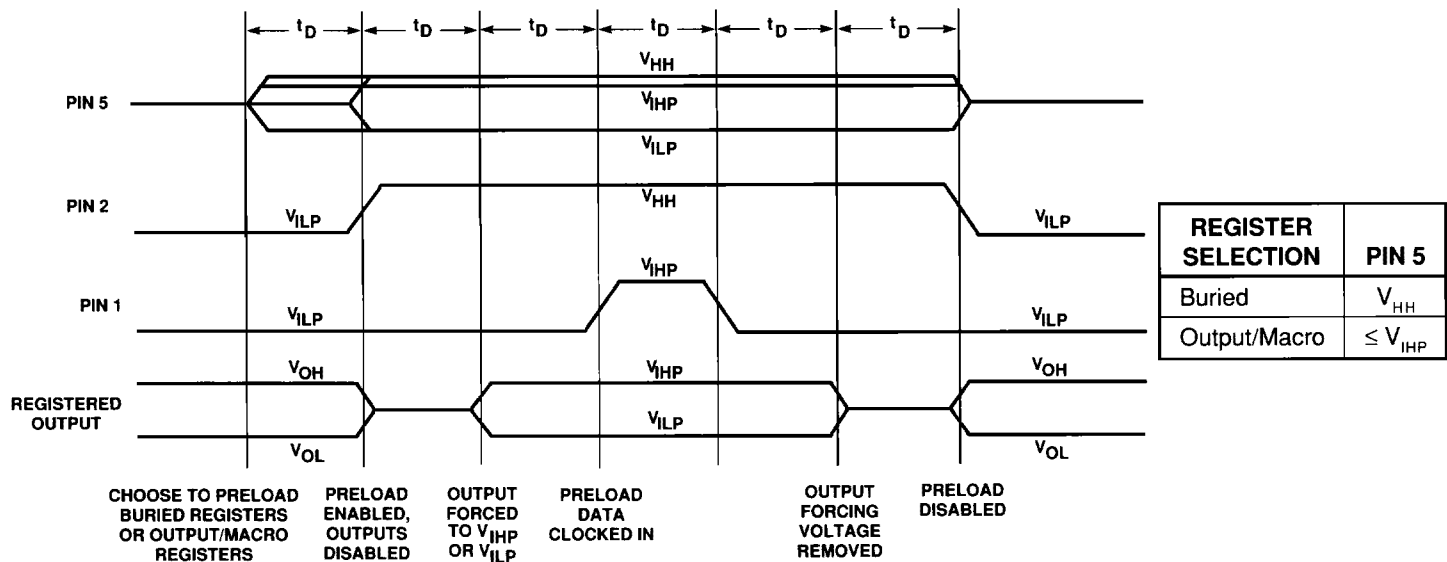 tD tD tD tD tD tD
PIN 5
VHH
VIHP
VILP
PIN 2
VILP
VHH
VILP
PIN 1
VILP
VIHP
VILP
REGISTERED
OUTPUT
VOH
VOL
VIHP
VILP
VOH
VOL
CHOOSE TO PRELOAD
BURIED REGISTERS
OR OUTPUT/MACRO
REGISTERS
PRELOAD
ENABLED,
OUTPUTS
DISABLED
OUTPUT
FORCED
TO VIHP
OR VILP
PRELOAD
DATA
CLOCKED IN
OUTPUT
FORCING
VOLTAGE
REMOVED
PRELOAD
DISABLED
REGISTER
SELECTION
PIN 5
Buried VHH
Output/Macro ≤ VIHP